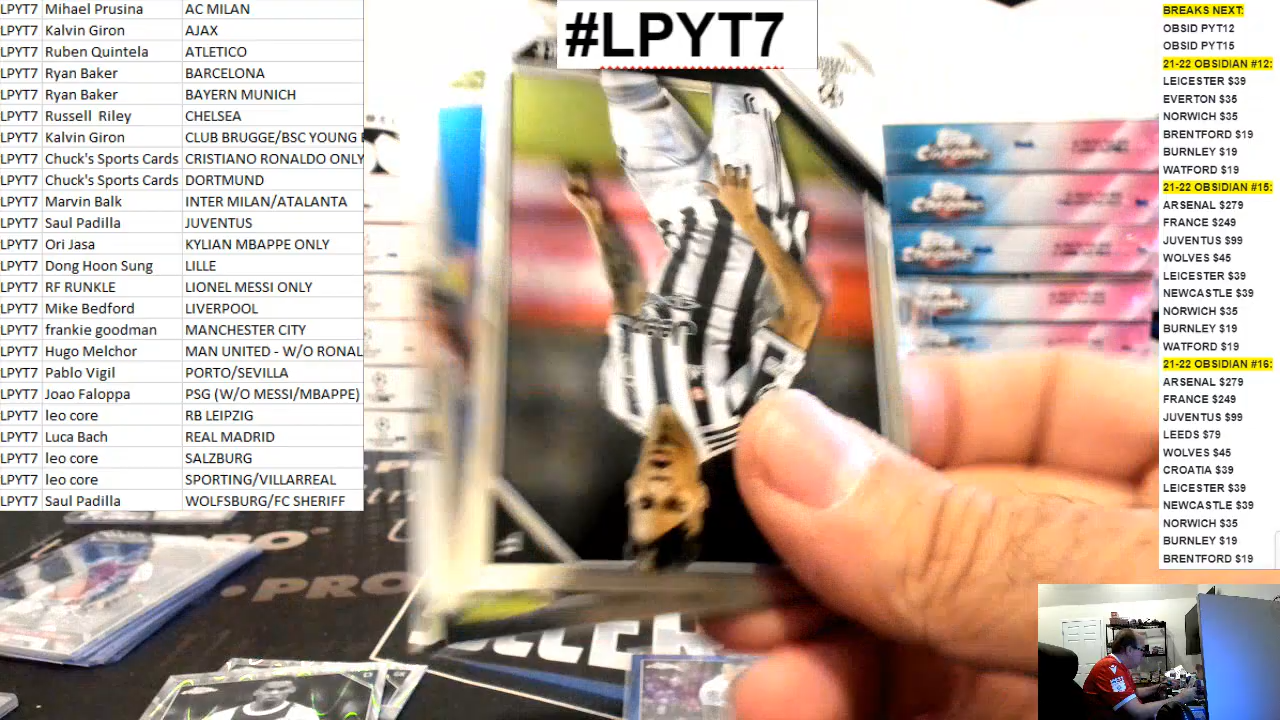 #LPYT7
LPYT7 Mihael Prusina AC MILAN
LPYT7 Kalvin Giron AJAX
LPYT7 Ruben Quintela ATLETICO
LPYT7 Ryan Baker BARCELONA
LPYT7 Ryan Baker BAYERN MUNICH
LPYT7 Russell Riley CHELSEA
LPYT7 Kalvin Giron CLUB BRUGGE/BSC YOUNG
LPYT7 Chuck's Sports Cards CRISTIANO RONALDO ONLY
LPYT7 Chuck's Sports Cards DORTMUND
LPYT7 Marvin Balk INTER MILAN/ATALANTA
LPYT7 Saul Padilla JUVENTUS
LPYT7 Ori Jasa KYLIAN MBAPPE ONLY
LPYT7 Dong Hoon Sung LILLE
LPYT7 RF RUNKLE LIONEL MESSI ONLY
LPYT7 Mike Bedford LIVERPOOL
LPYT7 frankie goodman MANCHESTER CITY
LPYT7 Hugo Melchor MAN UNITED - W/O RONAL
LPYT7 Pablo Vigil PORTO/SEVILLA
LPYT7 Joao Faloppa PSG (W/O MESSI/MBAPPE)
LPYT7 leo core RB LEIPZIG
LPYT7 Luca Bach REAL MADRID
LPYT7 leo core SALZBURG
LPYT7 leo core SPORTING/VILLARREAL
LPYT7 Saul Padilla WOLFSBURG/FC SHERIFF
BREAKS NEXT:
OBSID PYT12
OBSID PYT15
21-22 OBSIDIAN #12:
LEICESTER $39
EVERTON $35
NORWICH $35
BRENTFORD $19
BURNLEY $19
WATFORD $19
21-22 OBSIDIAN #15:
ARSENAL $279
FRANCE $249
JUVENTUS $99
WOLVES $45
LEICESTER $39
NEWCASTLE $39
NORWICH $35
BURNLEY $19
WATFORD $19
21-22 OBSIDIAN #16:
ARSENAL $279
FRANCE $249
JUVENTUS $99
LEEDS $79
WOLVES $45
CROATIA $39
LEICESTER $39
NEWCASTLE $39
NORWICH $35
BURNLEY $19
BRENTFORD $19
Topps Chrome
Topps Chrome
Topps Chrome
Topps Chrome